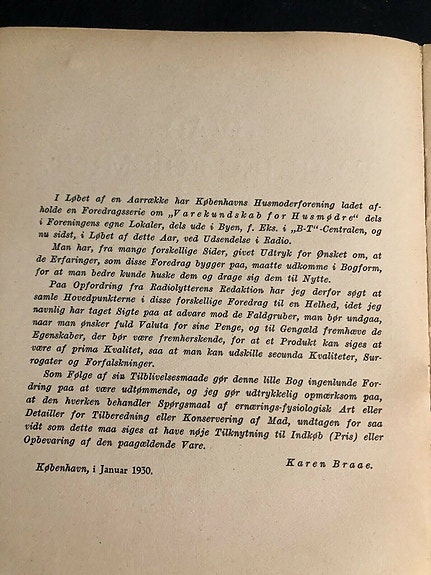 I Løbet af en Aarrække har Københavns Husmoderforening ladet af-
holde en Foredragsserie om „Varekundskab for Husmødre“ dels
i Foreningens egne Lokaler, dels ude i Byen, f. Eks. i „B-T“-Centralen, og
nu sidst, i Løbet af dette Aar, ved Udsendelse i Radio.
Man har, fra mange forskellige Sider, givet Udtryk for Ønsket om, at
de Erfaringer, som disse Foredrag bygger paa, maatte udkomme i Bogform,
for at man bedre kunde huske dem og drage sig dem til Nytte.
Paa Opfordring fra Radiolytterens Redaktion har jeg derfor søgt at
samle Hovedpunkterne i disse forskellige Foredrag til en Helhed, idet jeg
navnlig har taget Sigte paa at advare mod de Faldgruber, man bør undgaa,
naar man ønsker fuld Valuta for sine Penge, og til Gengæld fremhæve de
Egenskaber, der bør være fremherskende, for at et Produkt kan siges at
være af prima Kvalitet, saa at man kan udskille secunda Kvaliteter, Sur-
rogater og Forfalskninger.
Som Følge af sin Tilblivelsesmaade gør denne lille Bog ingenlunde For-
dring paa at være udtømmende, og jeg gør udtrykkelig opmærksom paa,
at den hverken behandler Spørgsmaal af ernærings-fysiologisk Art eller
Detailler for Tilberedning eller Konservering af Mad, undtagen for saa
vidt som dette maa siges at have nøje Tilknytning til Indkøb (Pris) eller
Opbevaring af den paagældende Vare.
Karen Braae.
København, i Januar 1930.